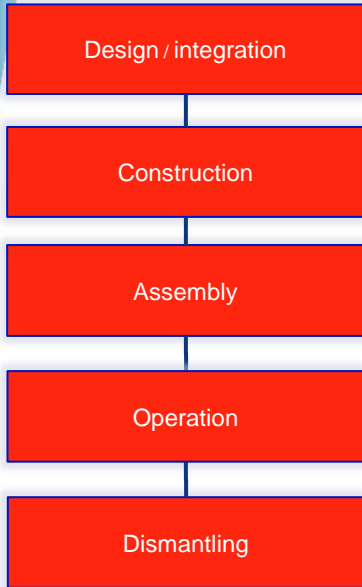 Design / integration
Construction
Assembly
Operation
Dismantling